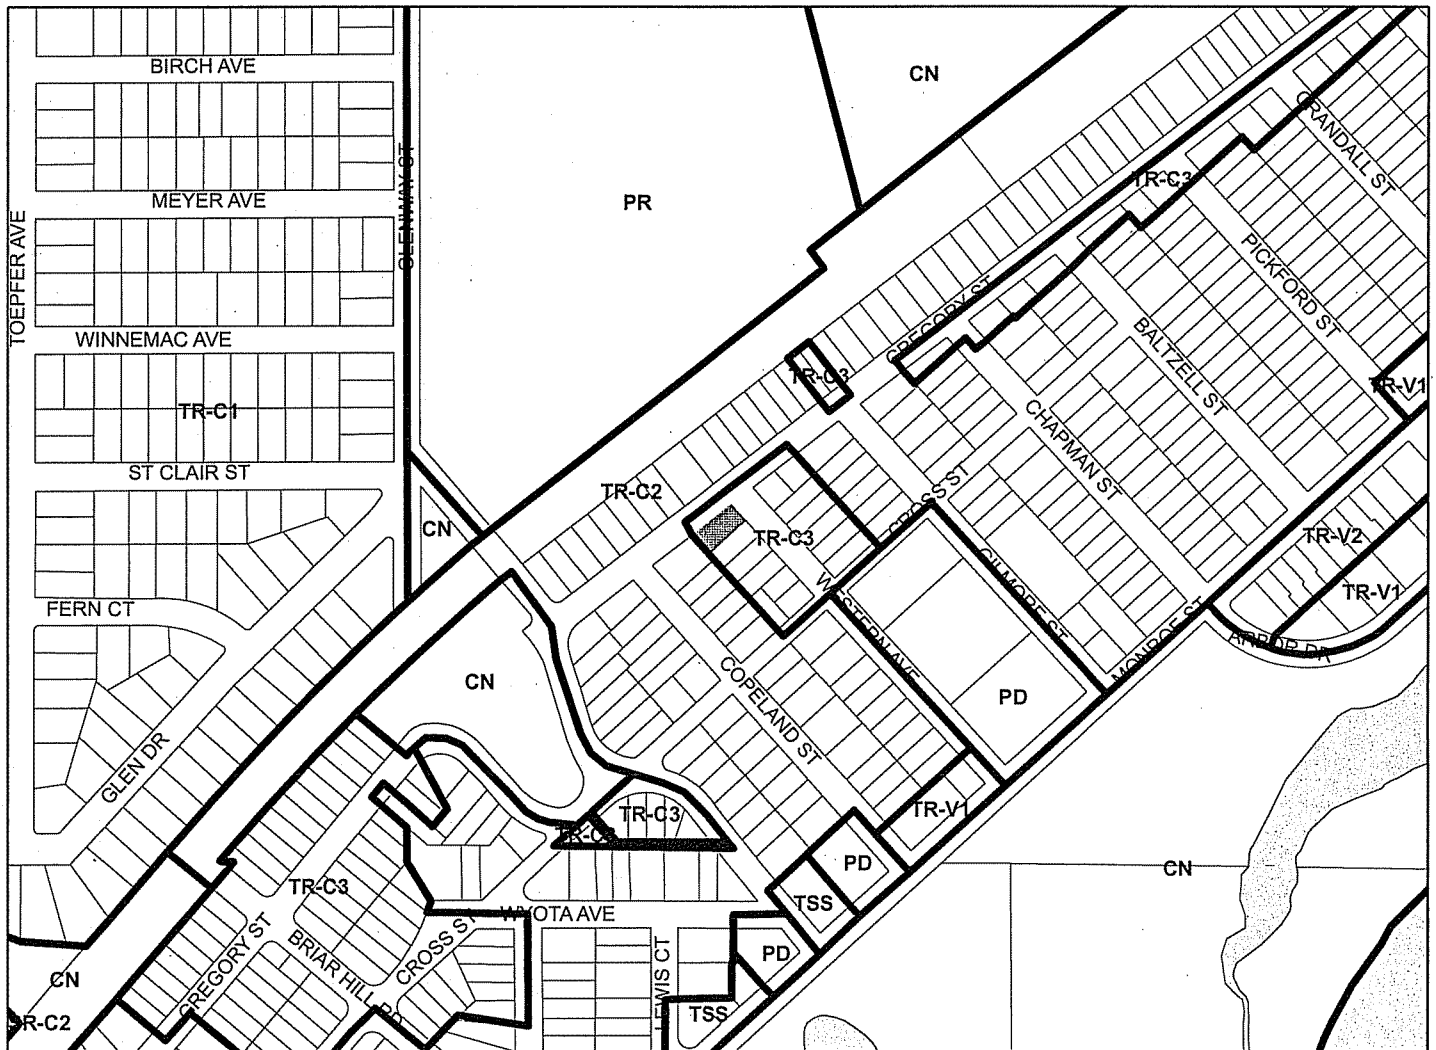 BIRCH AVE
CN
CRANDALL ST
MEYER AVE
PR
TR-C3
TOEPFER AVE
GLENWAY ST
PICKFORD ST
WINNEMAC AVE
GREGORY ST
BALTZELL ST
TR-C3
TR-V1
TR-C1
CHAPMAN ST
ST CLAIR ST
TR-C2
CN
CROSS ST
TR-C3
TR-V2
GILMORE ST
TR-V1
FERN CT
WESTERN AVE
MONROE ST
ARBOR DR
CN
COPELAND ST
PD
GLEN DR
TR-C3
TR-V1
PD
CN
TR-C3
TSS
WYOTA AVE
GREGORY ST
BRIAR HILL RD
CROSS ST
LEWIS CT
PD
CN
TSS